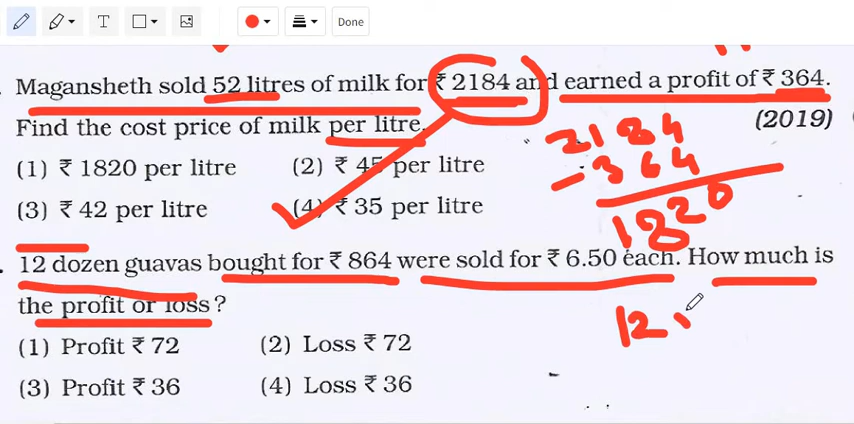 T Done
Magansheth sold 52 litres of milk for ₹ 2184 and earned a profit of ₹ 364.
Find the cost price of milk per litre. (2019)
(1) ₹ 1820 per litre (2) ₹ 45 per litre
(3) ₹ 42 per litre (4) ₹ 35 per litre
2184
- 364
1820
12 dozen guavas bought for ₹ 864 were sold for ₹ 6.50 each. How much is
the profit or loss?
(1) Profit ₹ 72 (2) Loss ₹ 72
(3) Profit ₹ 36 (4) Loss ₹ 36
12